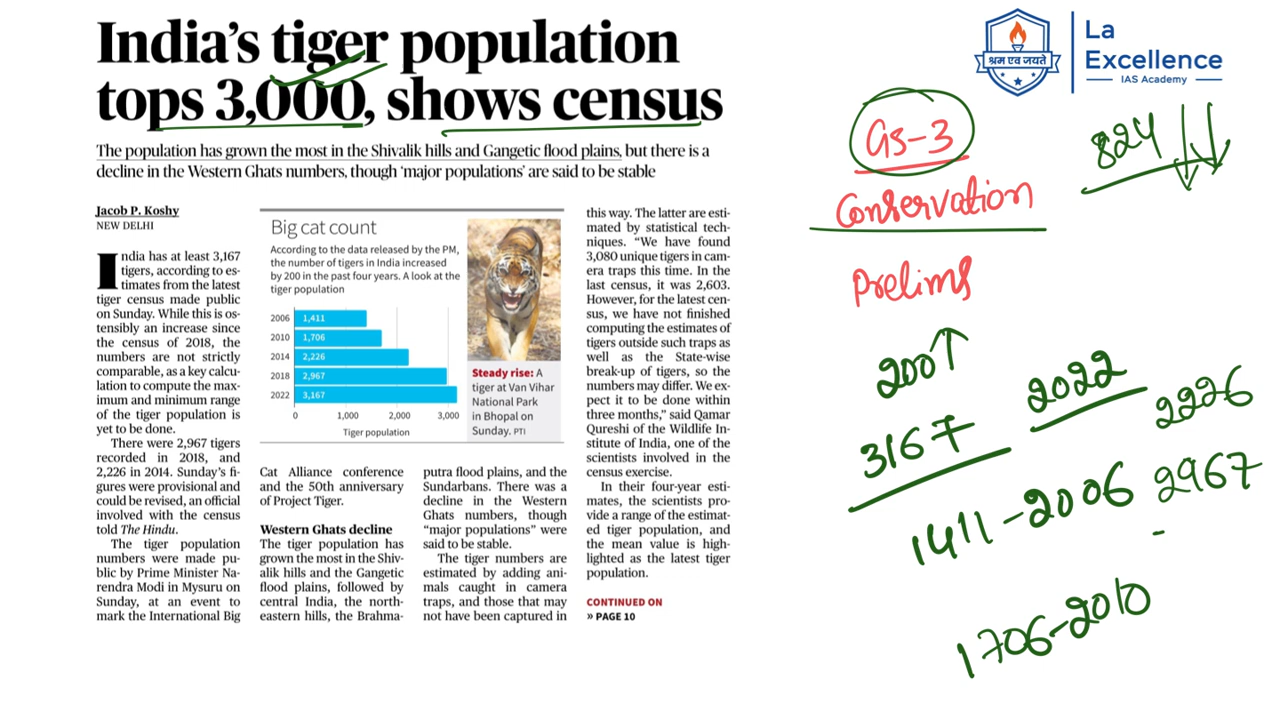 India's tiger population
tops 3,000, shows census
The population has grown the most in the Shivalik hills and Gangetic flood plains, but there is a
decline in the Western Ghats numbers, though 'major populations' are said to be stable
Jacob P. Koshy
NEW DELHI
India has at least 3,167
tigers, according to es-
timates from the latest
tiger census made public
on Sunday. While this is os-
tensibly an increase since
the census of 2018, the
numbers are not strictly
comparable, as a key calcu-
lation to compute the max-
imum and minimum range
of the tiger population is
yet to be done.
There were 2,967 tigers
recorded in 2018, and
2,226 in 2014. Sunday's fi-
gures were provisional and
could be revised, an official
involved with the census
told The Hindu.
The tiger population
numbers were made pu-
blic by Prime Minister Na-
rendra Modi in Mysuru on
Sunday, at an event to
mark the International Big
Big cat count
According to the data released by the PM,
the number of tigers in India increased
by 200 in the past four years. A look at the
tiger population
2006 1,411
2010 1,706
2014 2,226
2018 2,967
2022 3,167
0 1,000 2,000 3,000
Tiger population
Steady rise: A
tiger at Van Vihar
National Park
in Bhopal on
Sunday. PTI
Cat Alliance conference
and the 50th anniversary
of Project Tiger.
Western Ghats decline
The tiger population has
grown the most in the Shiv-
alik hills and the Gangetic
flood plains, followed by
central India, the north-
eastern hills, the Brahma-
putra flood plains, and the
Sundarbans. There was a
decline in the Western
Ghats numbers, though
"major populations" were
said to be stable.
The tiger numbers are
estimated by adding ani-
mals caught in camera
traps, and those that may
not have been captured in
this way. The latter are esti-
mated by statistical tech-
niques. "We have found
3,080 unique tigers in cam-
era traps this time. In the
last census, it was 2,603.
However, for the latest cen-
sus, we have not finished
computing the estimates of
tigers outside such traps as
well as the State-wise
break-up of tigers, so the
numbers may differ. We ex-
pect it to be done within
three months," said Qamar
Qureshi of the Wildlife In-
stitute of India, one of the
scientists involved in the
census exercise.
In their four-year esti-
mates, the scientists pro-
vide a range of the estimat-
ed tiger population, and
the mean value is high-
lighted as the latest tiger
population.
CONTINUED ON
» PAGE 10
श्रम एव जयते
La
Excellence
IAS Academy
GS-3
824 ↓↓
Conservation
Prelims
200↑
2022
2226
3167
1411-2006
2967
-
1706-2010